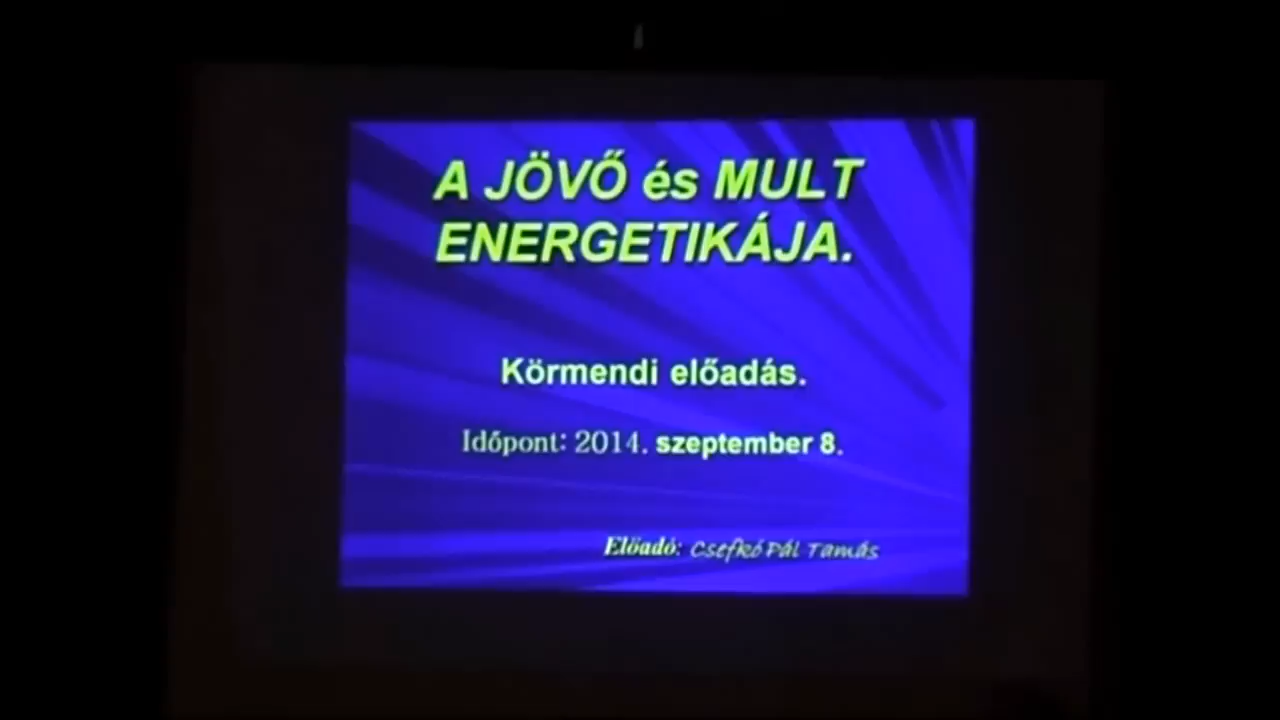 A JÖVŐ és MULT
ENERGETIKÁJA.
Körmendi előadás.
Időpont: 2014. szeptember 8.
Előadó: Csefkó Pál Tamás